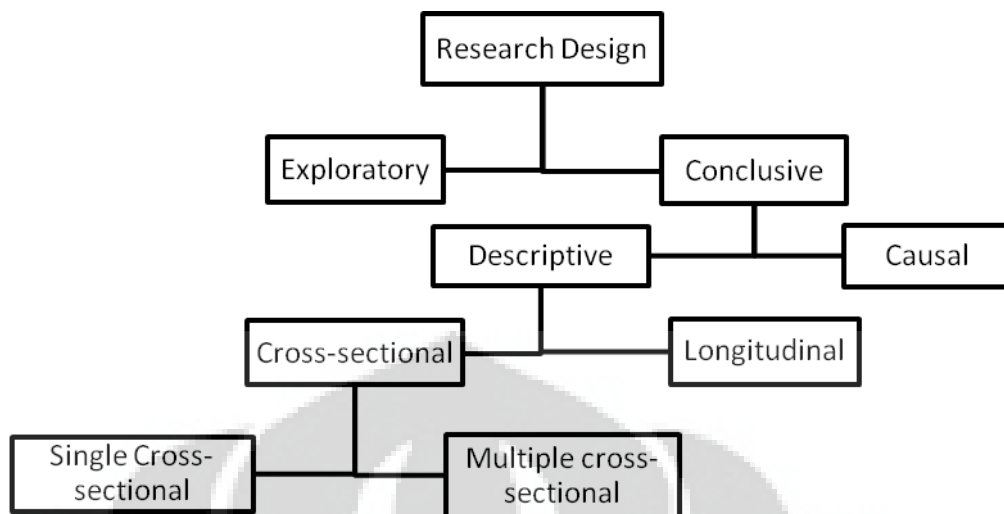 Research Design
Exploratory
Conclusive
Descriptive
Causal
Cross-sectional
Longitudinal
Single Cross-
sectional
Multiple cross-
sectional